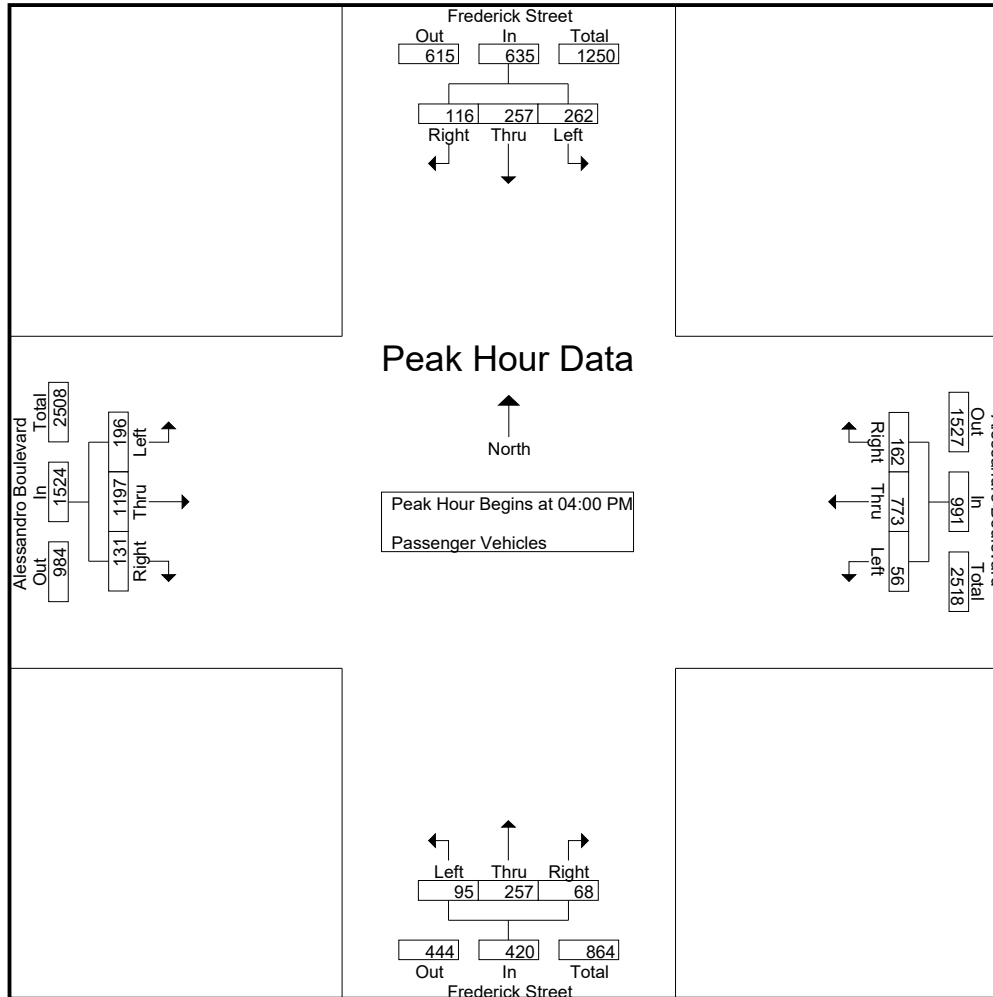 Frederick Street
Out In Total
615 635 1250
116 257 262
Right Thru Left
Peak Hour Data
North
Peak Hour Begins at 04:00 PM
Passenger Vehicles
Alessandro Boulevard
Total In Out
2508 1524 984
196 1197 131
Left Thru Right
Right Thru Left
162 773 56
1527 991 2518
Out In Total
Left Thru Right
95 257 68
444 420 864
Out In Total
Frederick Street